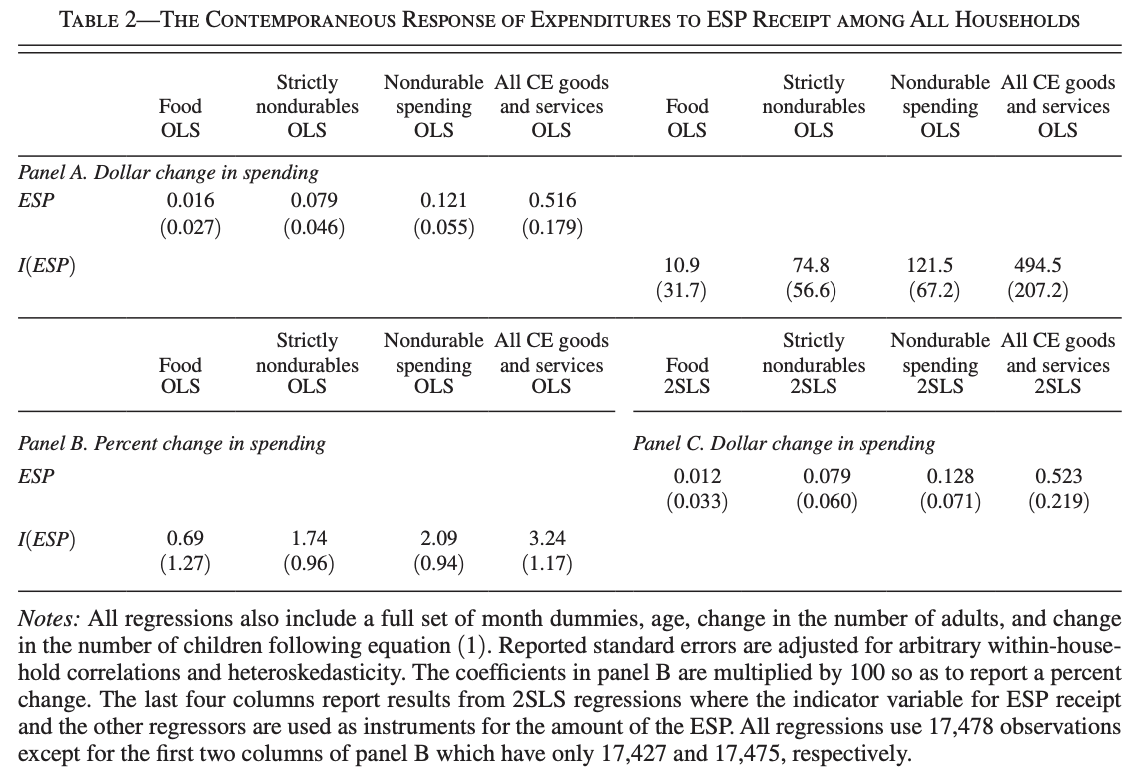 TABLE 2—THE CONTEMPORANEOUS RESPONSE OF EXPENDITURES TO ESP RECEIPT AMONG ALL HOUSEHOLDS
Strictly Nondurable All CE goods Strictly Nondurable All CE goods
Food nondurables spending and services Food nondurables spending and services
OLS OLS OLS OLS OLS OLS OLS OLS
Panel A. Dollar change in spending
ESP 0.016 0.079 0.121 0.516
(0.027) (0.046) (0.055) (0.179)
I(ESP) 10.9 74.8 121.5 494.5
(31.7) (56.6) (67.2) (207.2)
Strictly Nondurable All CE goods Strictly Nondurable All CE goods
Food nondurables spending and services Food nondurables spending and services
OLS OLS OLS OLS 2SLS 2SLS 2SLS 2SLS
Panel B. Percent change in spending Panel C. Dollar change in spending
ESP 0.012 0.079 0.128 0.523
(0.033) (0.060) (0.071) (0.219)
I(ESP) 0.69 1.74 2.09 3.24
(1.27) (0.96) (0.94) (1.17)
Notes: All regressions also include a full set of month dummies, age, change in the number of adults, and change
in the number of children following equation (1). Reported standard errors are adjusted for arbitrary within-house-
hold correlations and heteroskedasticity. The coefficients in panel B are multiplied by 100 so as to report a percent
change. The last four columns report results from 2SLS regressions where the indicator variable for ESP receipt
and the other regressors are used as instruments for the amount of the ESP. All regressions use 17,478 observations
except for the first two columns of panel B which have only 17,427 and 17,475, respectively.